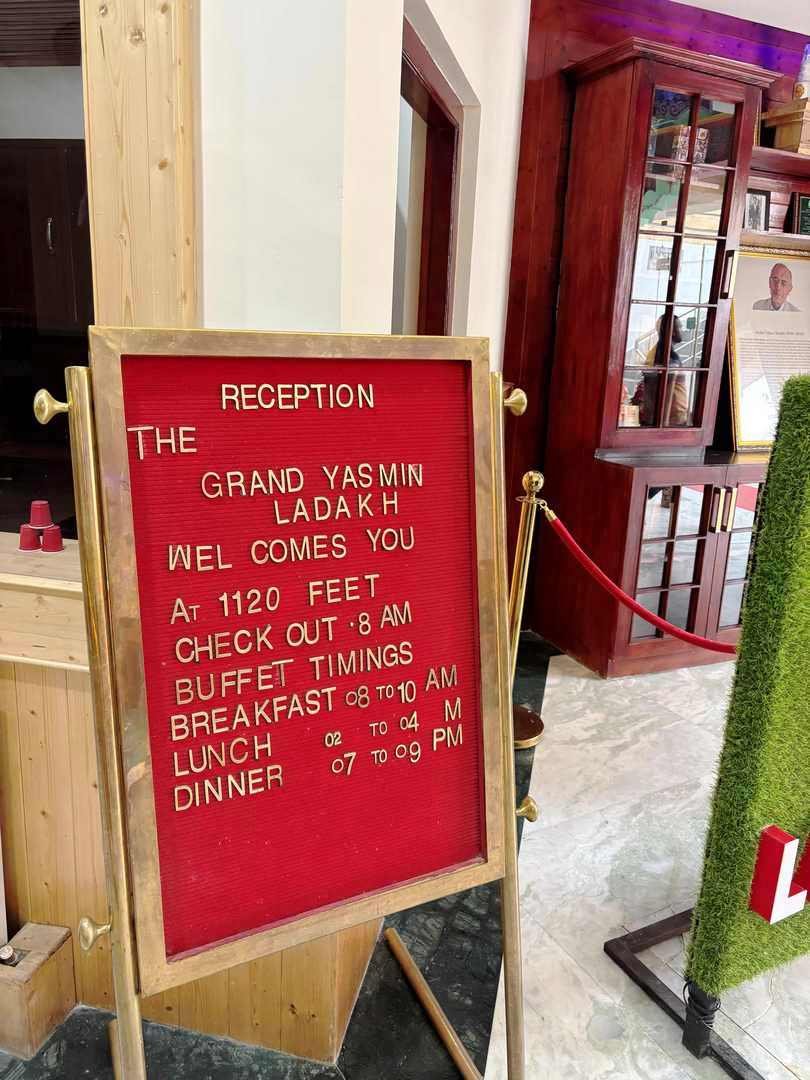 RECEPTION
THE
GRAND YASMIN
LADAKH
WEL COMES YOU
AT 1120 FEET
CHECK OUT · 8 AM
BUFFET TIMINGS
BREAKFAST 08 TO 10 AM
LUNCH 02 TO 04 M
DINNER 07 TO 09 PM
L